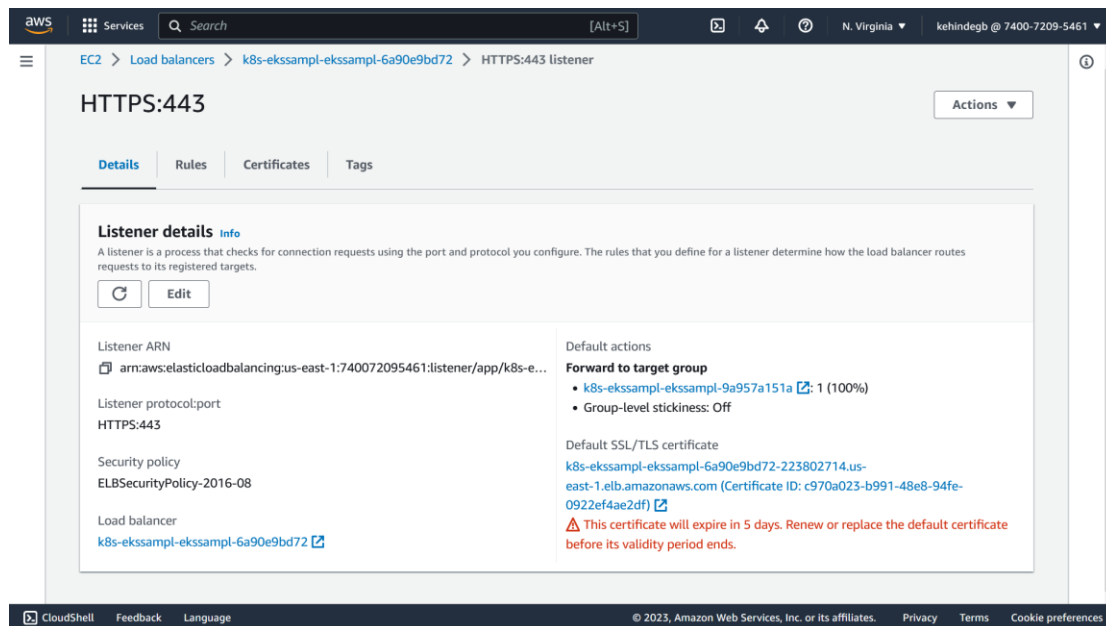 aws
Services
Search [Alt+S]
N. Virginia ▼
kehindegb @ 7400-7209-5461 ▼
EC2 > Load balancers > k8s-ekssampl-ekssampl-6a90e9bd72 > HTTPS:443 listener
HTTPS:443
Actions ▼
Details
Rules
Certificates
Tags
Listener details Info
A listener is a process that checks for connection requests using the port and protocol you configure. The rules that you define for a listener determine how the load balancer routes
requests to its registered targets.
Edit
Listener ARN
arn:aws:elasticloadbalancing:us-east-1:740072095461:listener/app/k8s-e...
Listener protocol:port
HTTPS:443
Security policy
ELBSecurityPolicy-2016-08
Load balancer
k8s-ekssampl-ekssampl-6a90e9bd72
Default actions
Forward to target group
• k8s-ekssampl-ekssampl-9a957a151a : 1 (100%)
• Group-level stickiness: Off
Default SSL/TLS certificate
k8s-ekssampl-ekssampl-6a90e9bd72-223802714.us-
east-1.elb.amazonaws.com (Certificate ID: c970a023-b991-48e8-94fe-
0922ef4ae2df)
This certificate will expire in 5 days. Renew or replace the default certificate
before its validity period ends.
CloudShell
Feedback
Language
© 2023, Amazon Web Services, Inc. or its affiliates.
Privacy
Terms
Cookie preferences